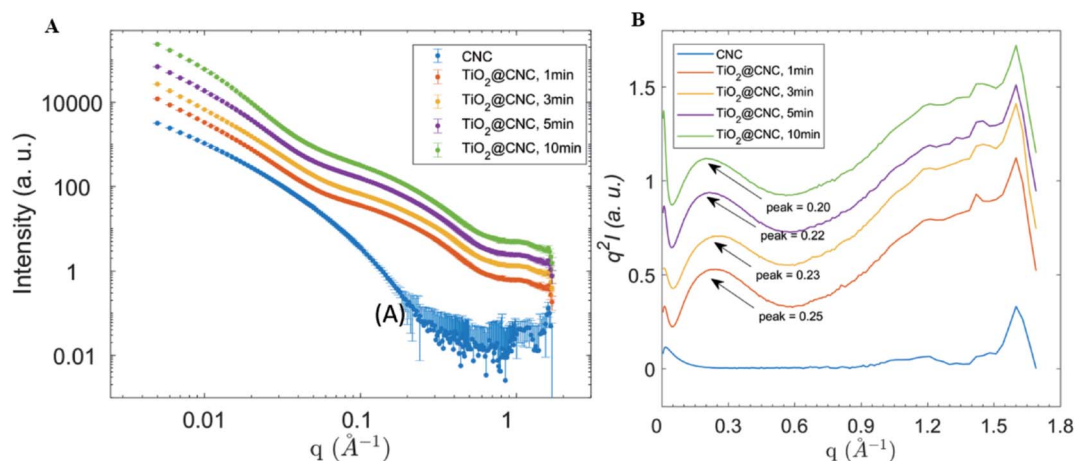 A
Intensity (a. u.)
10000
100
1
0.01
CNC
TiO2@CNC, 1min
TiO2@CNC, 3min
TiO2@CNC, 5min
TiO2@CNC, 10min
(A)
0.01
0.1
1
q (Å⁻¹)
B
q²I (a. u.)
1.5
1
0.5
0
CNC
TiO2@CNC, 1min
TiO2@CNC, 3min
TiO2@CNC, 5min
TiO2@CNC, 10min
peak = 0.20
peak = 0.22
peak = 0.23
peak = 0.25
0
0.3
0.6
0.9
1.2
1.5
1.8
q (Å⁻¹)